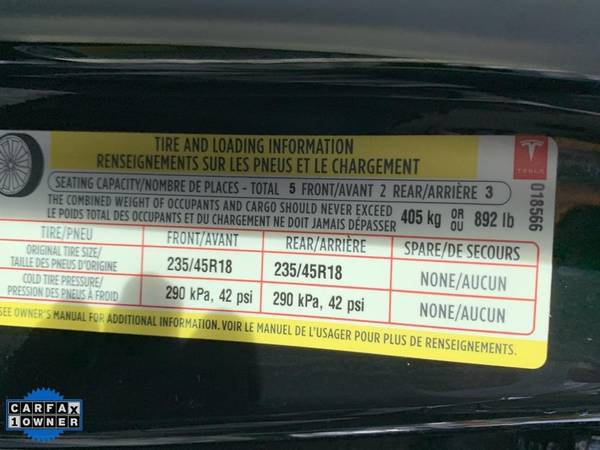 TIRE AND LOADING INFORMATION
RENSEIGNEMENTS SUR LES PNEUS ET LE CHARGEMENT
TESLA
018566
SEATING CAPACITY/NOMBRE DE PLACES - TOTAL 5 FRONT/AVANT 2 REAR/ARRIÈRE 3
THE COMBINED WEIGHT OF OCCUPANTS AND CARGO SHOULD NEVER EXCEED 405 kg OR 892 lb
LE POIDS TOTAL DES OCCUPANTS ET DU CHARGEMENT NE DOIT JAMAIS DÉPASSER OU
TIRE/PNEU FRONT/AVANT REAR/ARRIÈRE SPARE/DE SECOURS
ORIGINAL TIRE SIZE/
TAILLE DES PNEUS D'ORIGINE 235/45R18 235/45R18 NONE/AUCUN
COLD TIRE PRESSURE/
PRESSION DES PNEUS À FROID 290 kPa, 42 psi 290 kPa, 42 psi NONE/AUCUN
SEE OWNER'S MANUAL FOR ADDITIONAL INFORMATION. VOIR LE MANUEL DE L'USAGER POUR PLUS DE RENSEIGNEMENTS.
CARFAX
1 OWNER